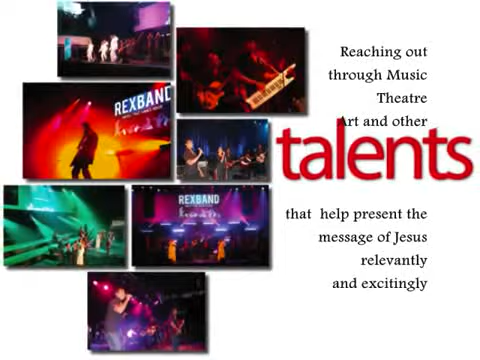 Reaching out
through Music
Theatre
Art and other
talents
that help present the
message of Jesus
relevantly
and excitingly
REXBAND
REXBAND